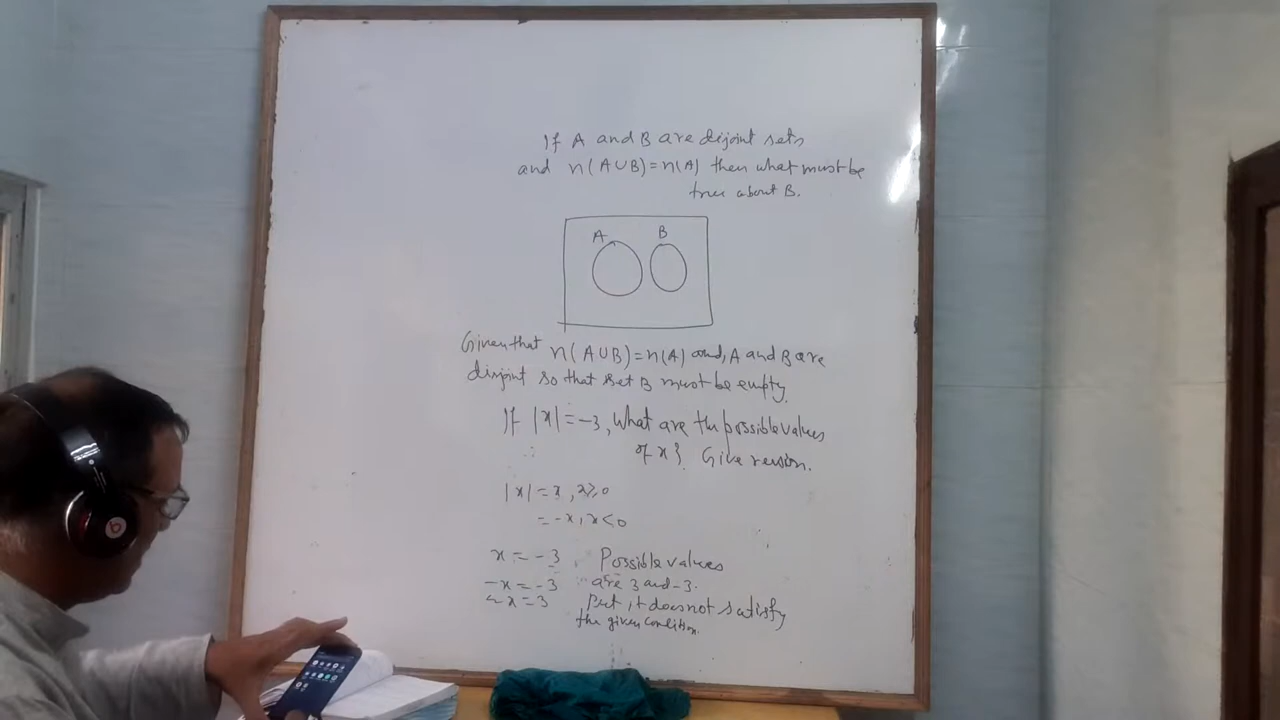 If A and B are disjoint sets
and n(A∪B)=n(A) then what must be
true about B.
A B
Given that n(A∪B)=n(A) and, A and B are
disjoint so that set B must be empty.
If |x|=-3, what are the possible values
of x? Give reason.
|x| = x, x≥0
= -x, x<0
x = -3 Possible values
-x = -3 are 3 and -3.
x = 3 But it does not satisfy
the given condition.